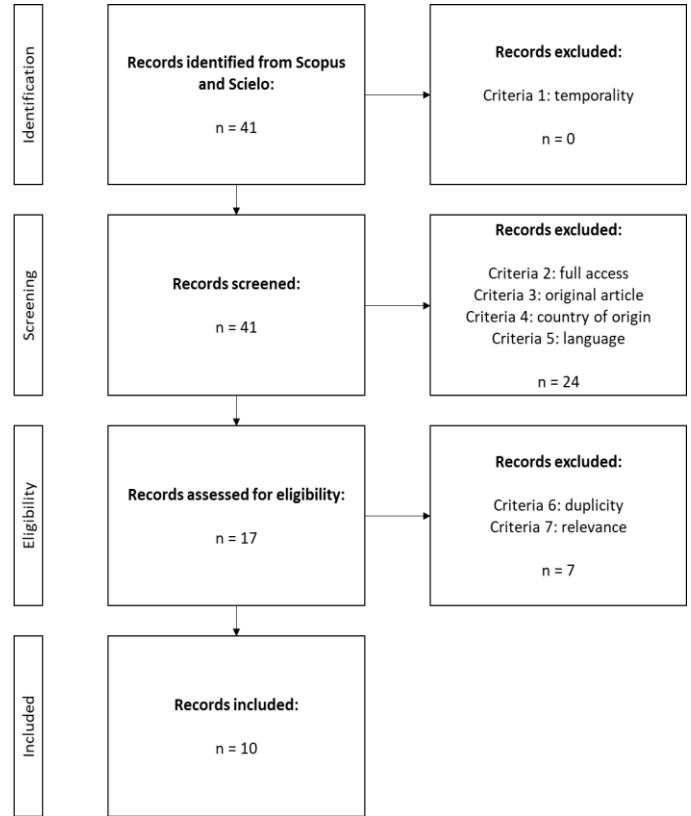 Identification
Records identified from Scopus
and Scielo:
n = 41
Records excluded:
Criteria 1: temporality
n = 0
Screening
Records screened:
n = 41
Records excluded:
Criteria 2: full access
Criteria 3: original article
Criteria 4: country of origin
Criteria 5: language
n = 24
Eligibility
Records assessed for eligibility:
n = 17
Records excluded:
Criteria 6: duplicity
Criteria 7: relevance
n = 7
Included
Records included:
n = 10